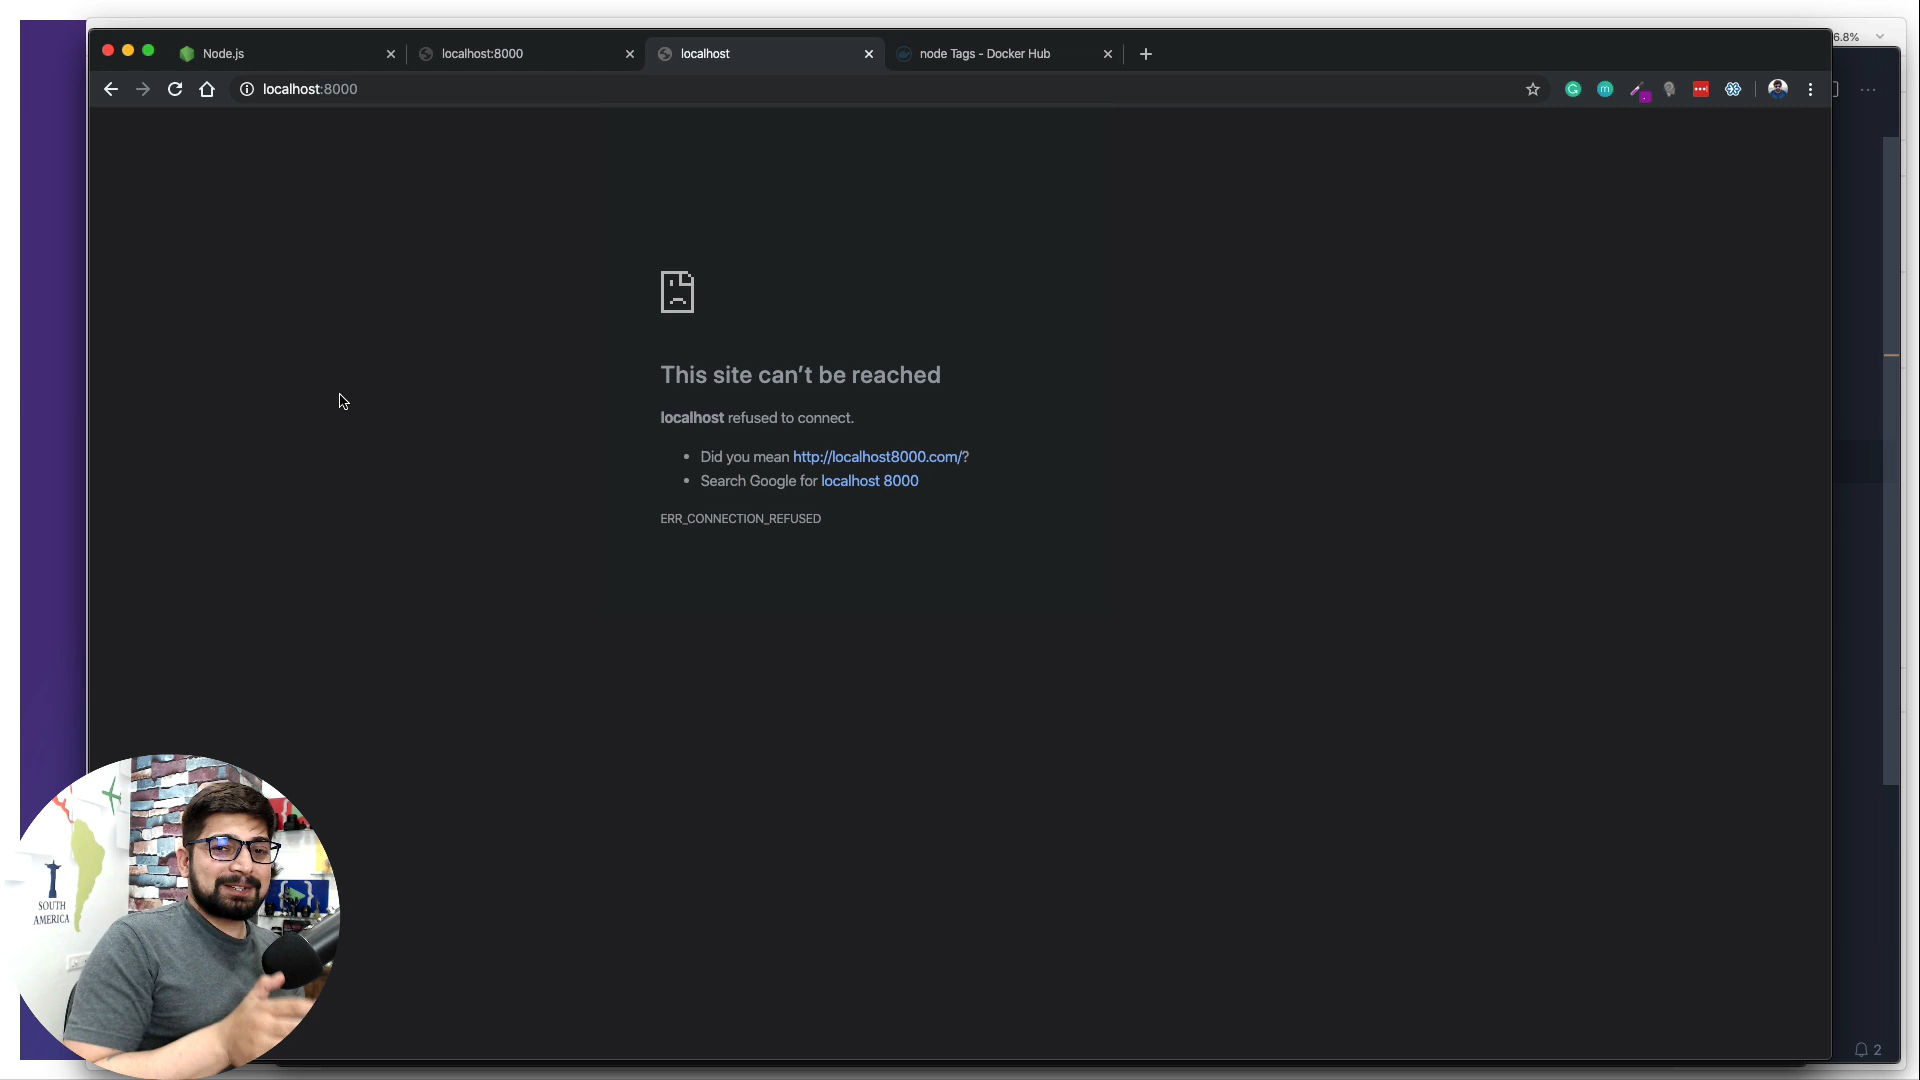 6.8%
Node.js
localhost:8000
localhost
node Tags - Docker Hub
localhost:8000
This site can't be reached
localhost refused to connect.
Did you mean http://localhost8000.com/?
Search Google for localhost 8000
ERR_CONNECTION_REFUSED
SOUTH
AMERICA
2